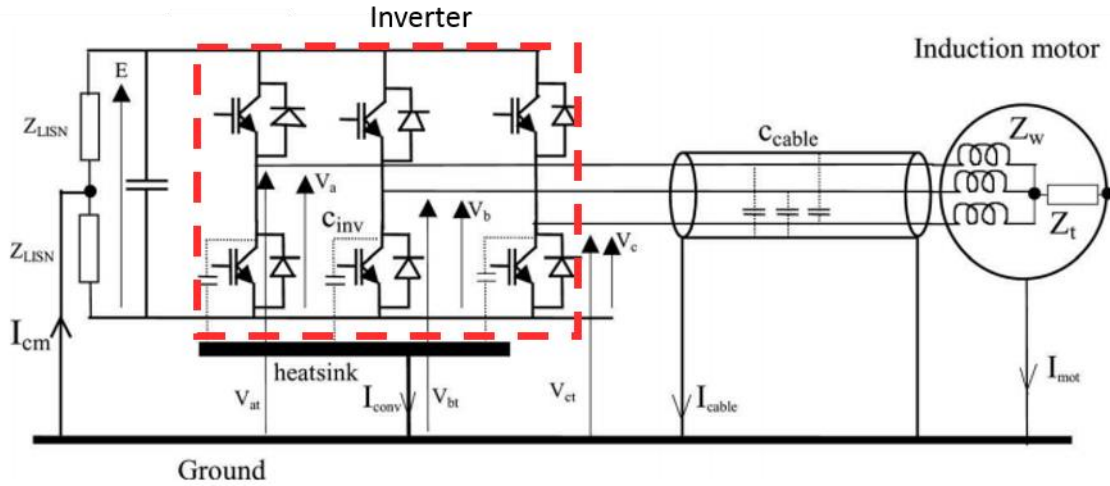 Inverter
Induction motor
E
Z_LISN
Z_LISN
V_a
V_b
V_c
C_inv
C_cable
Z_w
Z_t
I_cm
heatsink
V_at
I_conv
V_bt
V_ct
I_cable
I_mot
Ground